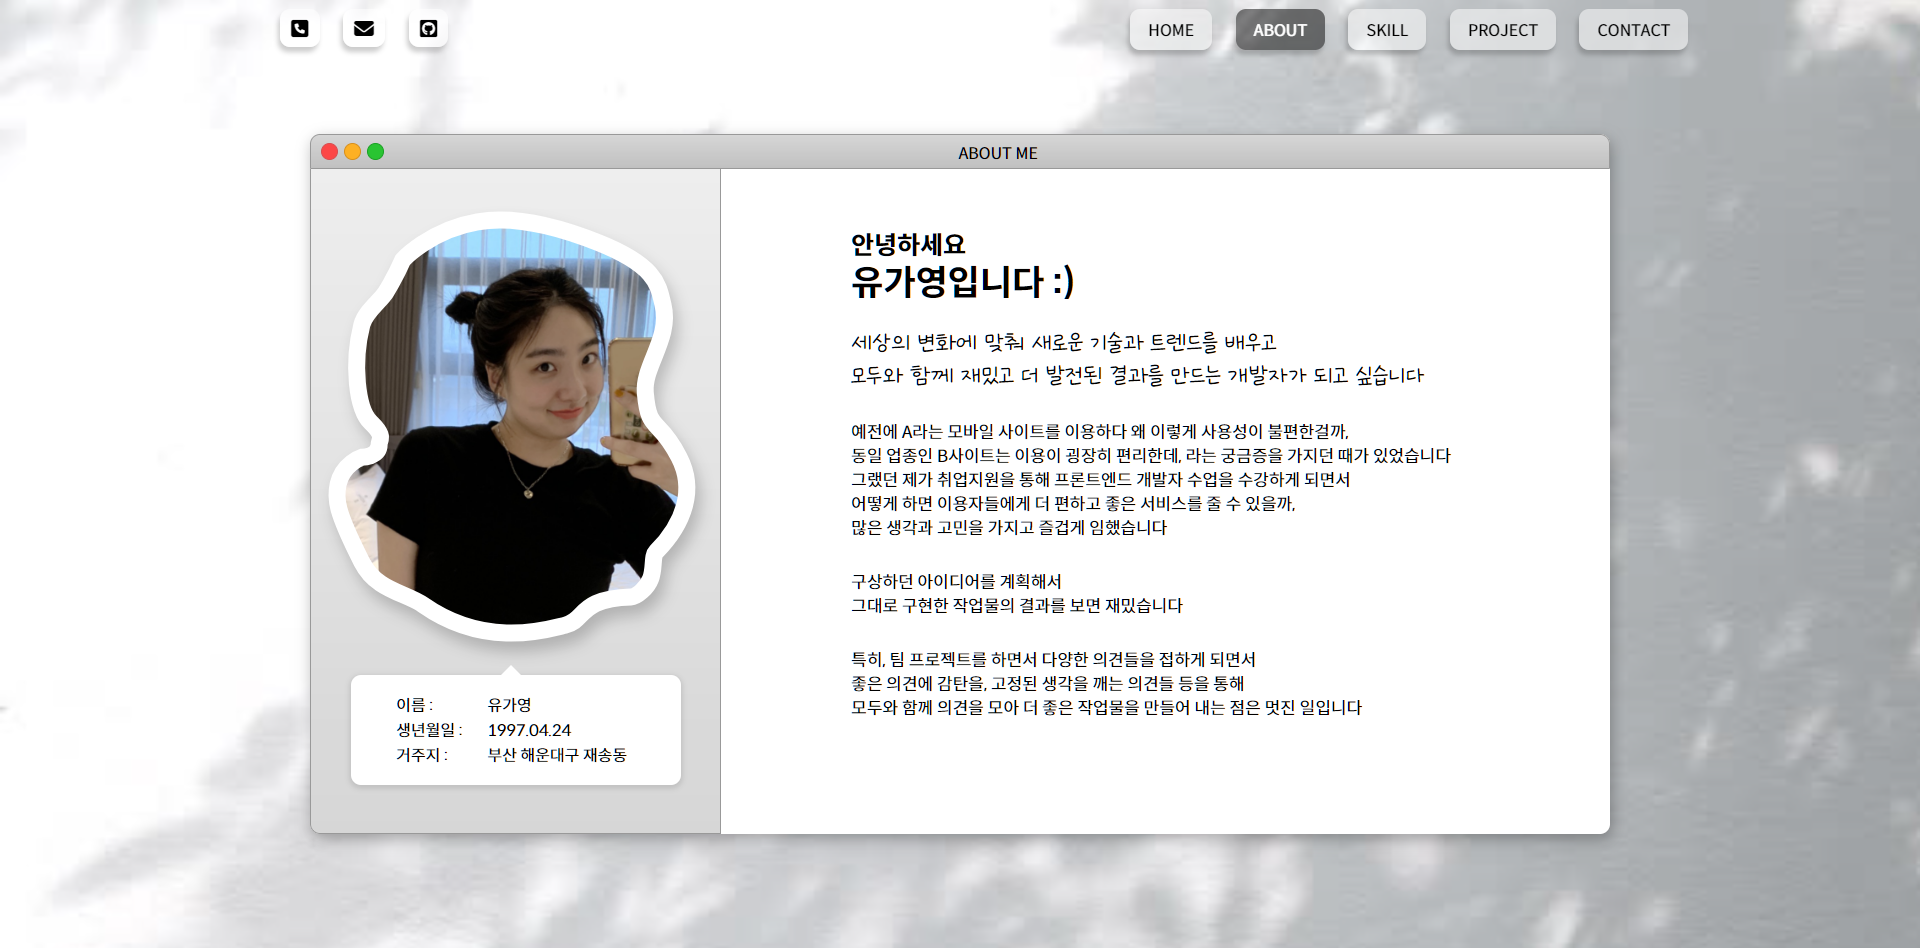 HOME
ABOUT
SKILL
PROJECT
CONTACT
ABOUT ME
안녕하세요
유가영입니다 :)
세상의 변화에 맞춰 새로운 기술과 트렌드를 배우고
모두와 함께 재밌고 더 발전된 결과를 만드는 개발자가 되고 싶습니다
예전에 A라는 모바일 사이트를 이용하다 왜 이렇게 사용성이 불편한걸까,
동일 업종인 B사이트는 이용이 굉장히 편리한데, 라는 궁금증을 가지던 때가 있었습니다
그랬던 제가 취업지원을 통해 프론트엔드 개발자 수업을 수강하게 되면서
어떻게 하면 이용자들에게 더 편하고 좋은 서비스를 줄 수 있을까,
많은 생각과 고민을 가지고 즐겁게 임했습니다
구상하던 아이디어를 계획해서
그대로 구현한 작업물의 결과를 보면 재밌습니다
특히, 팀 프로젝트를 하면서 다양한 의견들을 접하게 되면서
좋은 의견에 감탄을, 고정된 생각을 깨는 의견들 등을 통해
모두와 함께 의견을 모아 더 좋은 작업물을 만들어 내는 점은 멋진 일입니다
이름 : 유가영
생년월일 : 1997.04.24
거주지 : 부산 해운대구 재송동